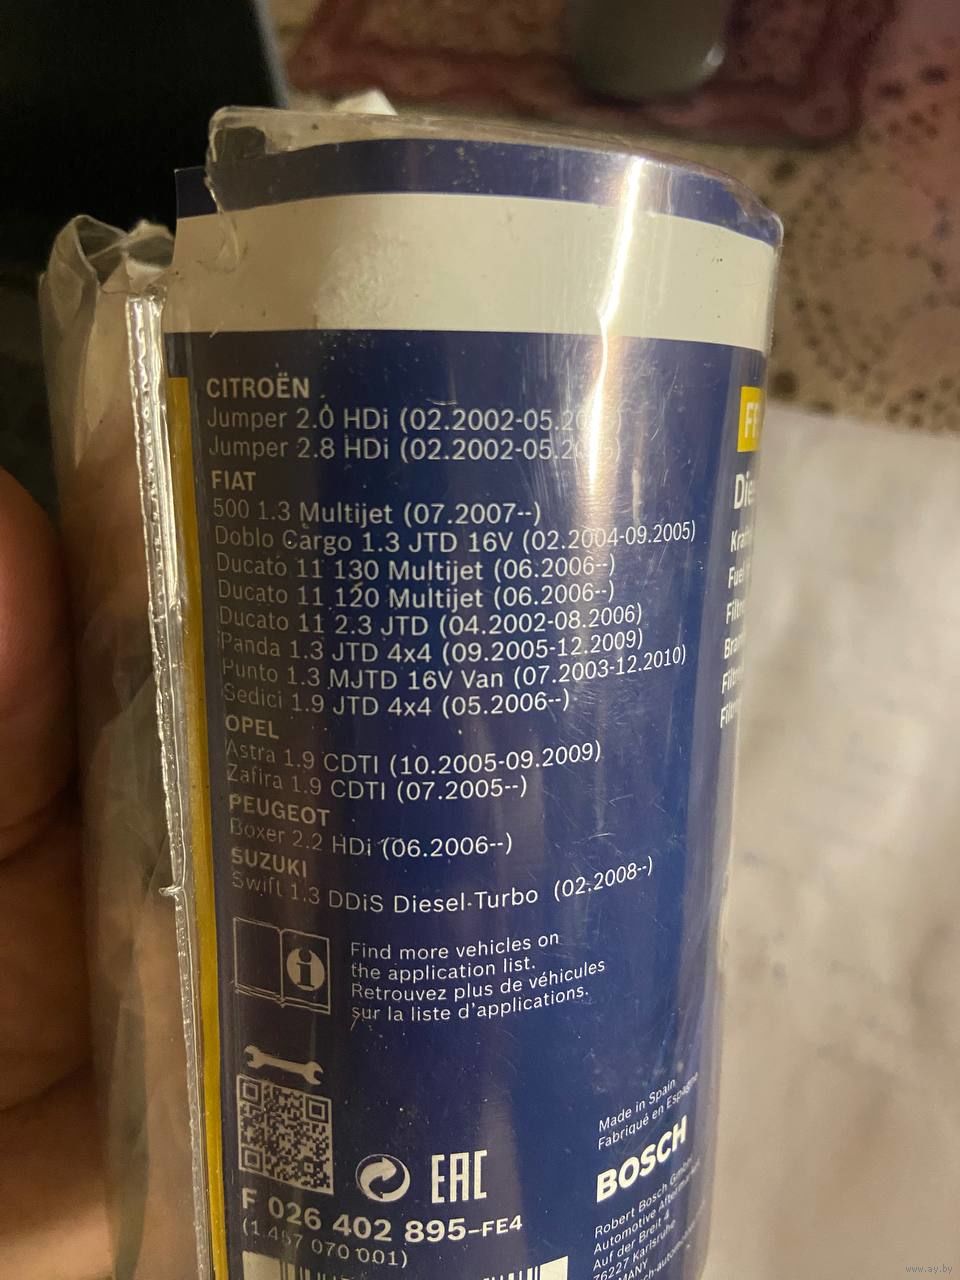 CITROËN
Jumper 2.0 HDi (02.2002-05.20
Jumper 2.8 HDi (02.2002-05.20
FIAT
500 1.3 Multijet (07.2007--)
Doblo Cargo 1.3 JTD 16V (02.2004-09.2005)
Ducato 11 130 Multijet (06.2006--)
Ducato 11 120 Multijet (06.2006--)
Ducato 11 2.3 JTD (04.2002-08.2006)
Panda 1.3 JTD 4x4 (09.2005-12.2009)
Punto 1.3 MJTD 16V Van (07.2003-12.2010)
Sedici 1.9 JTD 4x4 (05.2006--)
OPEL
Astra 1.9 CDTI (10.2005-09.2009)
Zafira 1.9 CDTI (07.2005--)
PEUGEOT
Boxer 2.2 HDi (06.2006--)
SUZUKI
Swift 1.3 DDiS Diesel-Turbo (02.2008--)
Find more vehicles on
the application list.
Retrouvez plus de véhicules
sur la liste d'applications.
Made in Spain
Fabriqué en Espagne
BOSCH
EAC
F 026 402 895-FE4
(1 457 070 001)
Robert Bosch GmbH
Automotive Aftermarket
Auf der Breit 4
76227 Karlsruhe
www.ay.by